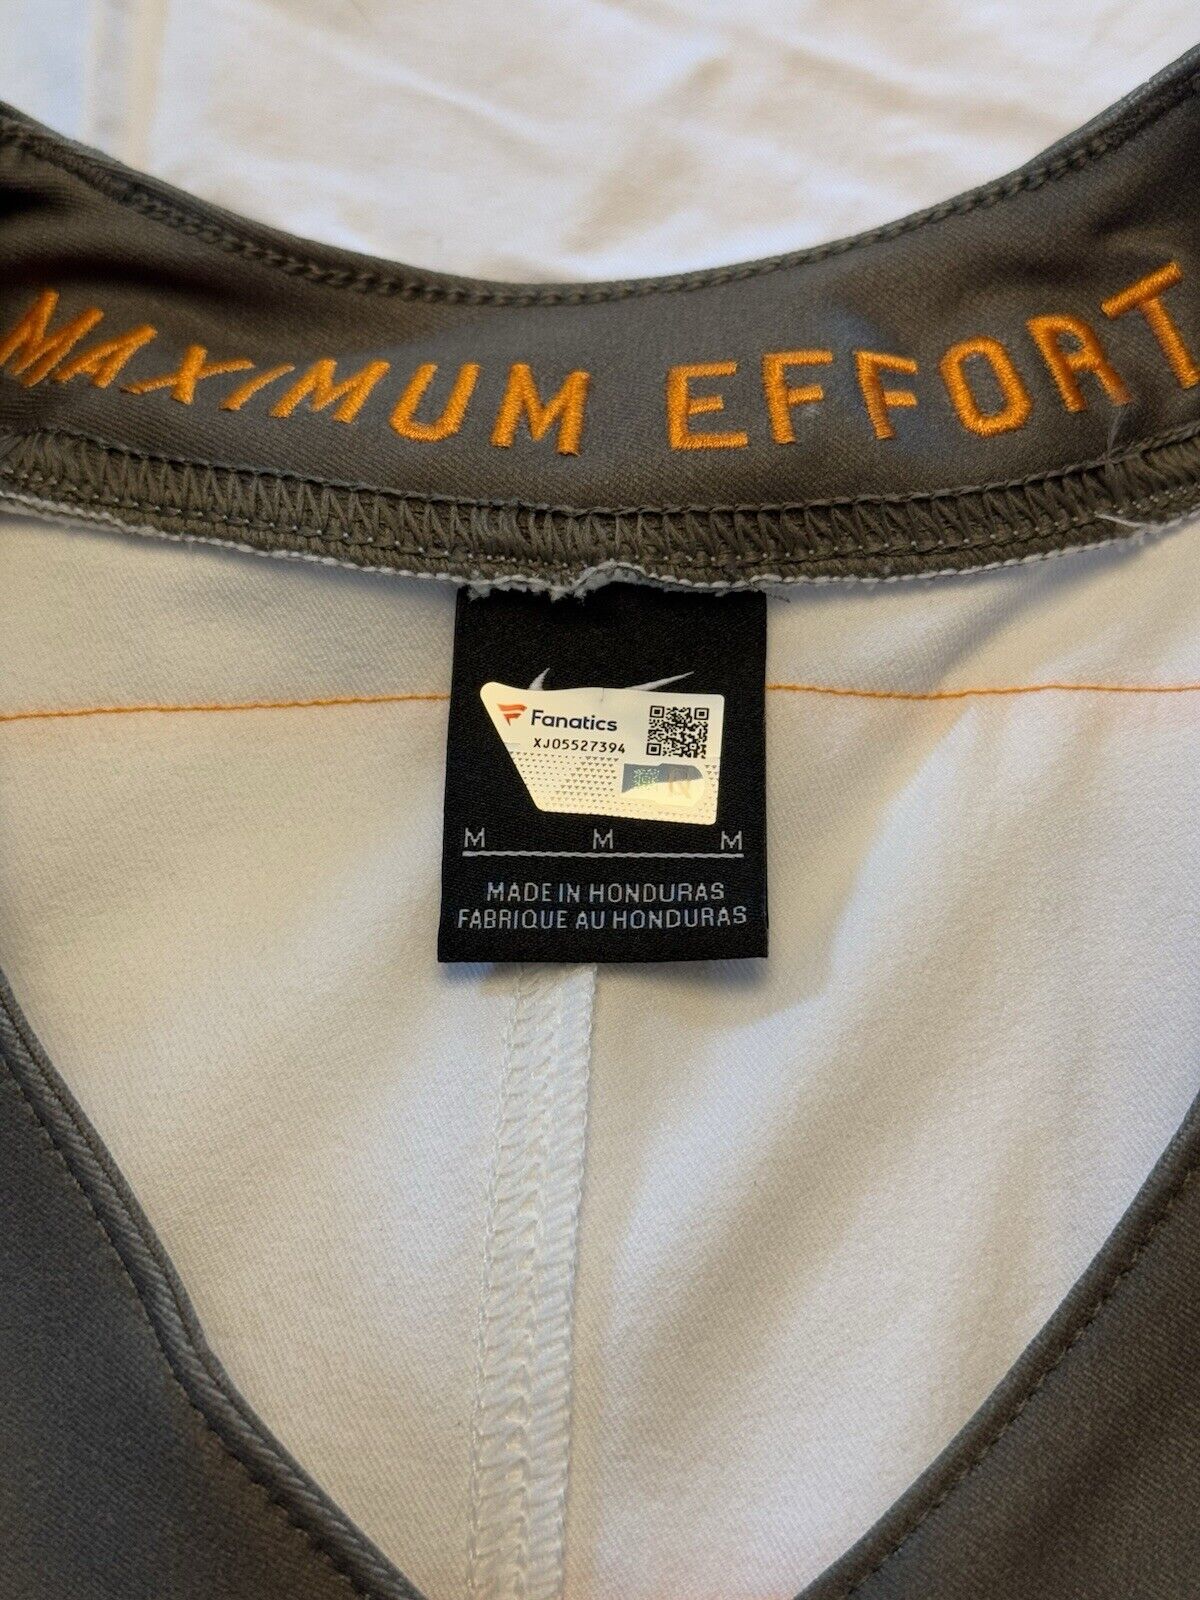 MAXIMUM EFFORT
Fanatics
XJ05527394
M M M
MADE IN HONDURAS
FABRIQUE AU HONDURAS